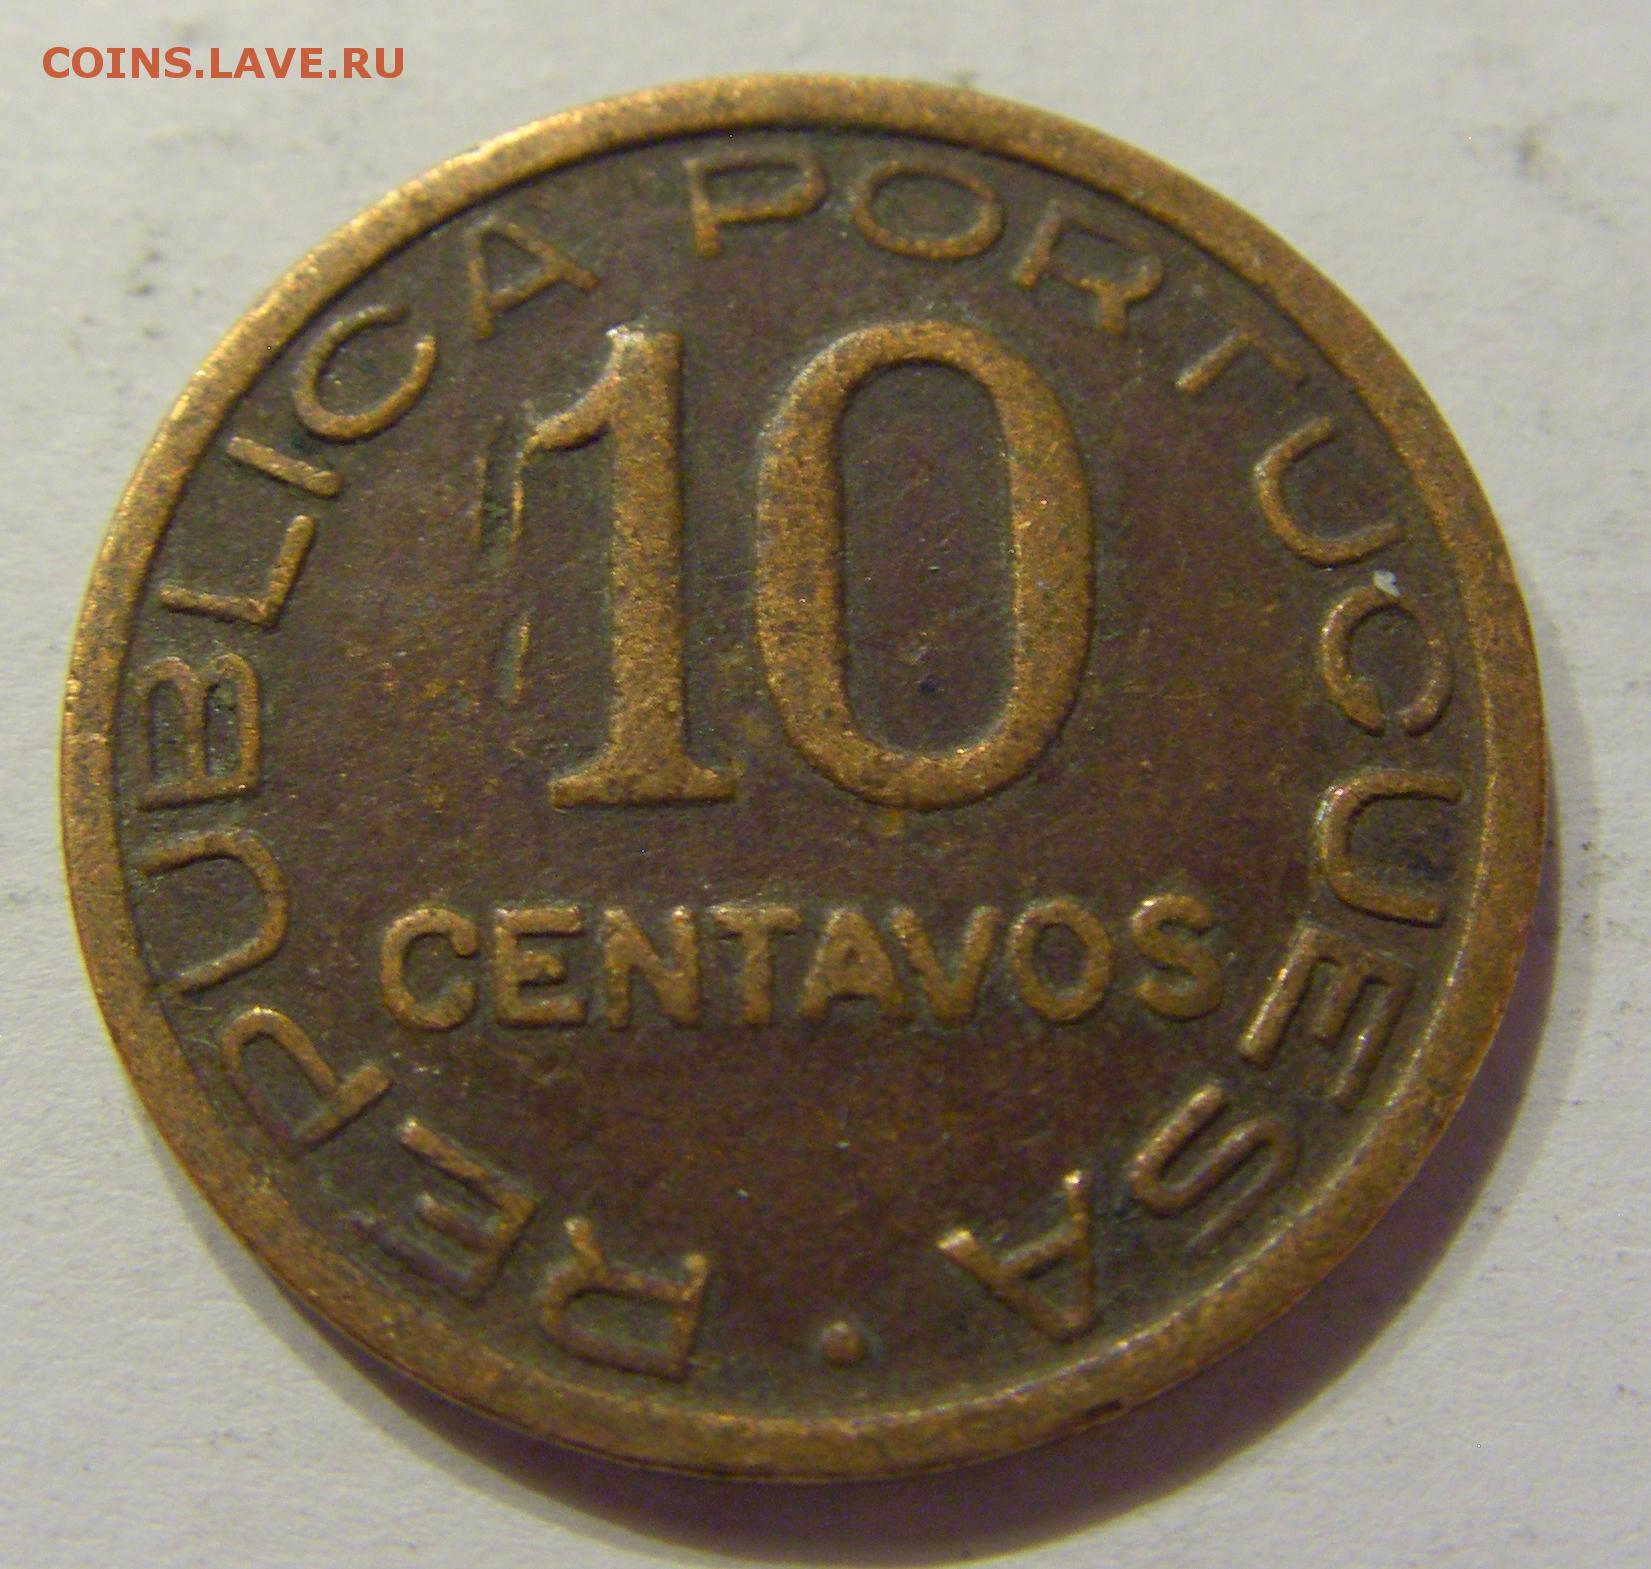 COINS.LAVE.RU
REPUBLICA PORTUGUESA
10
CENTAVOS